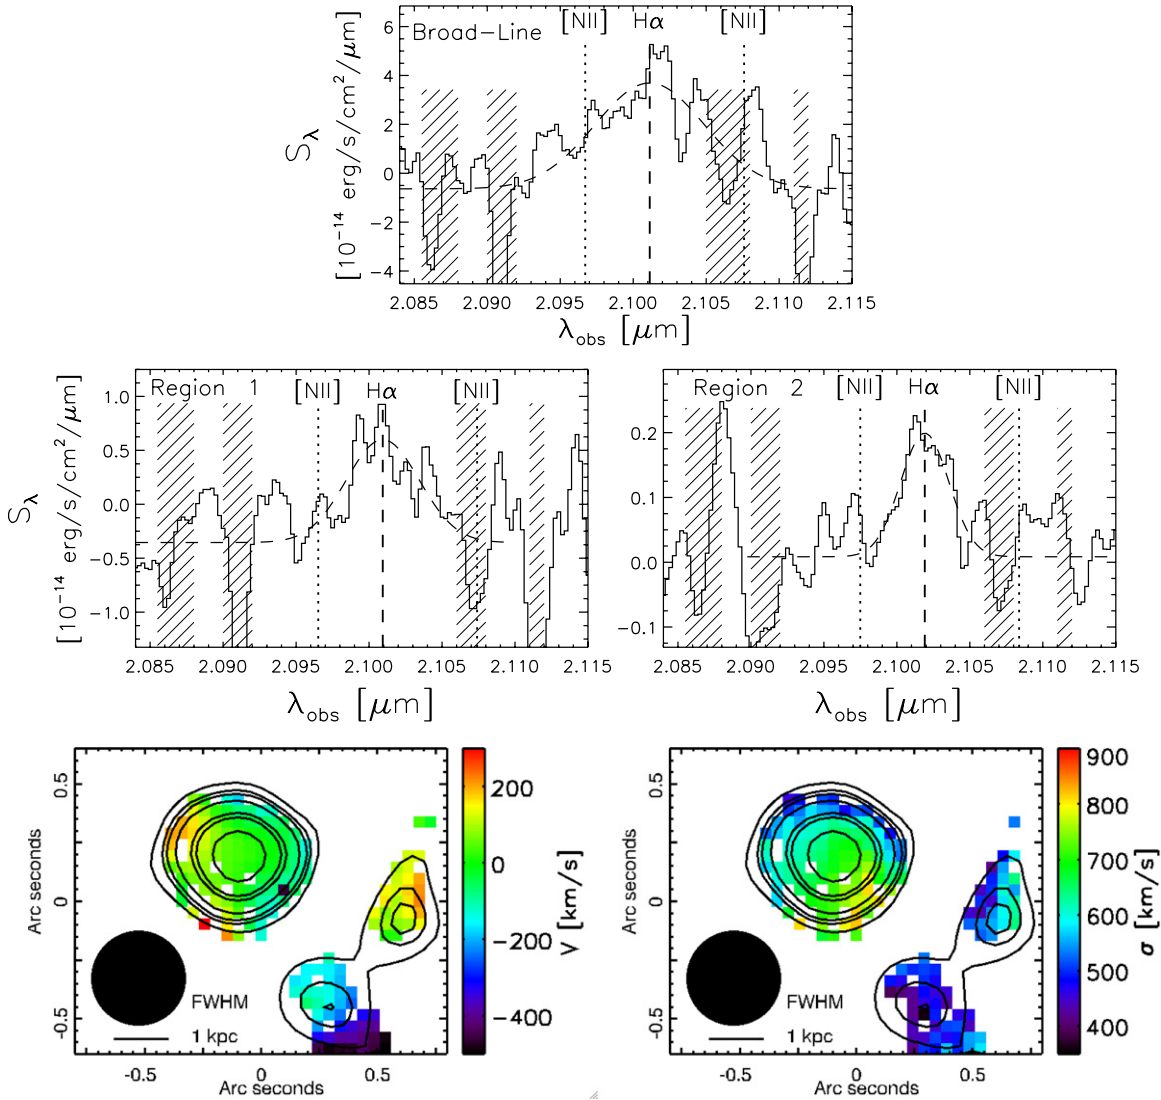 Broad-Line
[NII]
Hα
[NII]
6
4
2
0
-2
-4
S_λ
[10^-14 erg/s/cm^2/μm]
2.085 2.090 2.095 2.100 2.105 2.110 2.115
λ_obs [μm]
Region 1
[NII]
Hα
[NII]
1.0
0.5
0.0
-0.5
-1.0
S_λ
[10^-14 erg/s/cm^2/μm]
2.085 2.090 2.095 2.100 2.105 2.110 2.115
λ_obs [μm]
Region 2
[NII]
Hα
[NII]
0.2
0.1
0.0
-0.1
2.085 2.090 2.095 2.100 2.105 2.110 2.115
λ_obs [μm]
0.5
0
-0.5
Arc seconds
FWHM
1 kpc
-0.5 0 0.5
Arc seconds
200
0
-200
-400
V [km/s]
0.5
0
-0.5
Arc seconds
FWHM
1 kpc
-0.5 0 0.5
Arc seconds
900
800
700
600
500
400
σ [km/s]